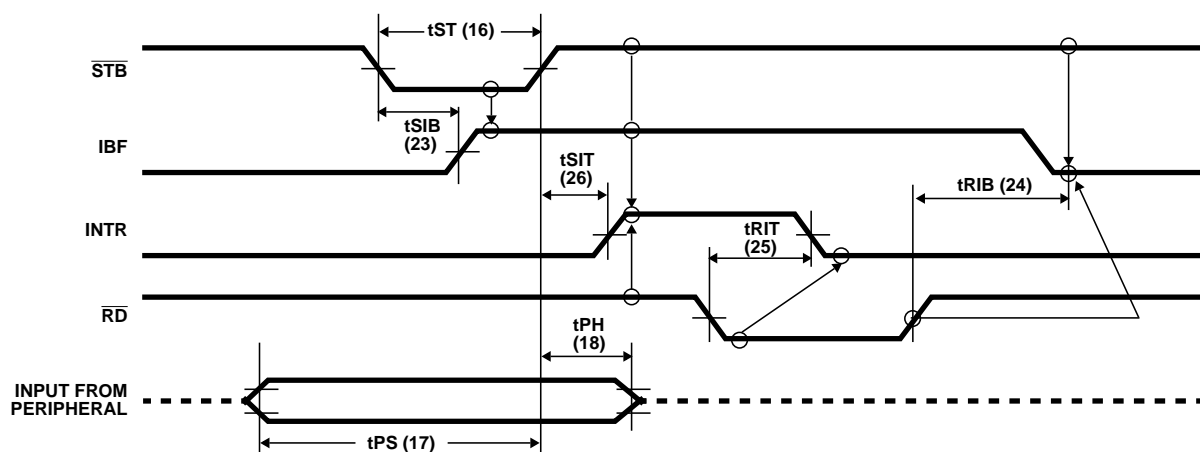 tST (16)
STB
tSIB
(23)
IBF
tSIT
(26)
tRIB (24)
INTR
tRIT
(25)
RD
tPH
(18)
INPUT FROM
PERIPHERAL
tPS (17)